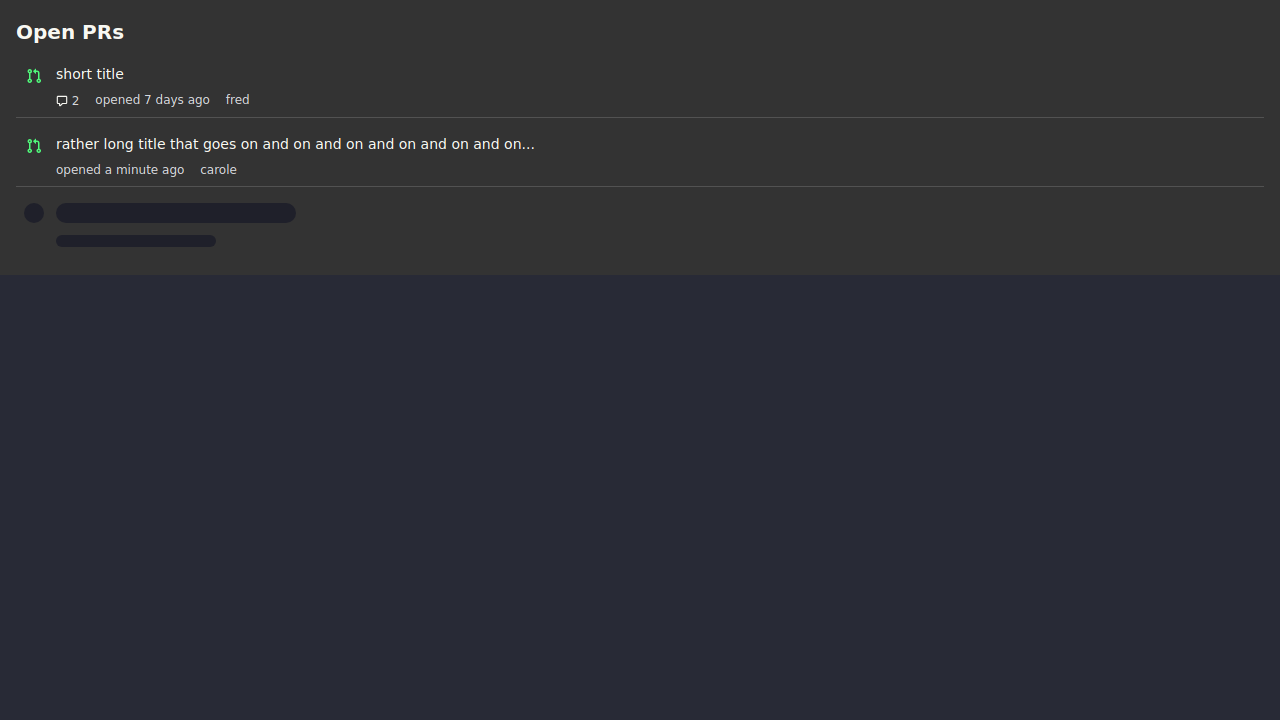 Open PRs
short title
2 opened 7 days ago fred
rather long title that goes on and on and on and on and on and on...
opened a minute ago carole